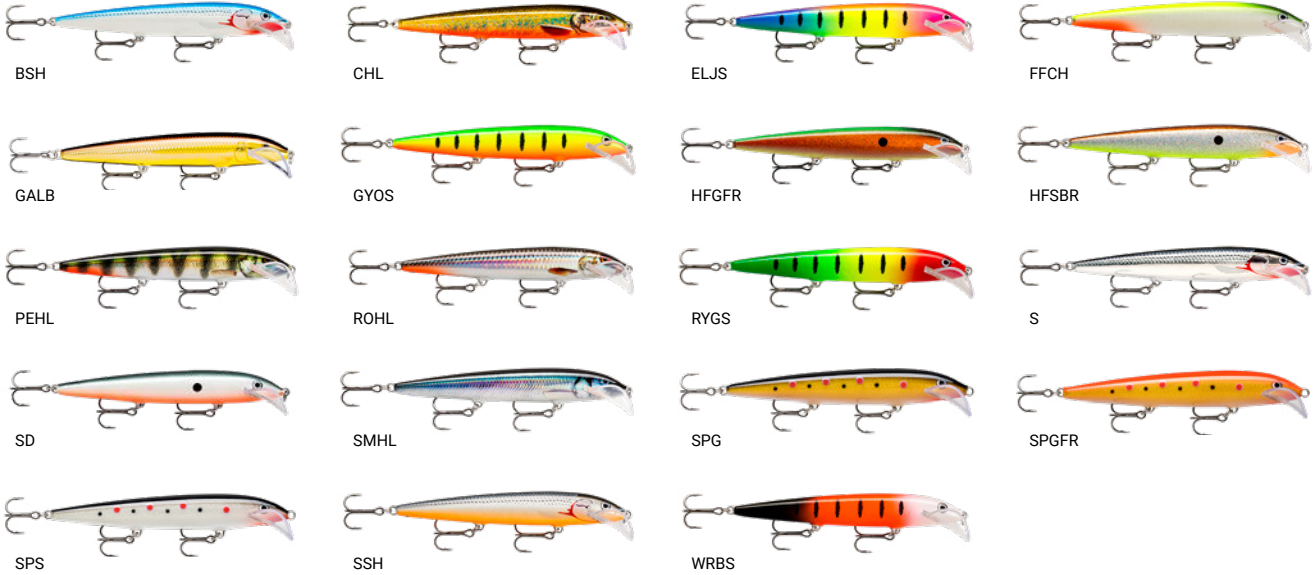 BSH
CHL
ELJS
FFCH
GALB
GYOS
HFGFR
HFSBR
PEHL
ROHL
RYGS
S
SD
SMHL
SPG
SPGFR
SPS
SSH
WRBS